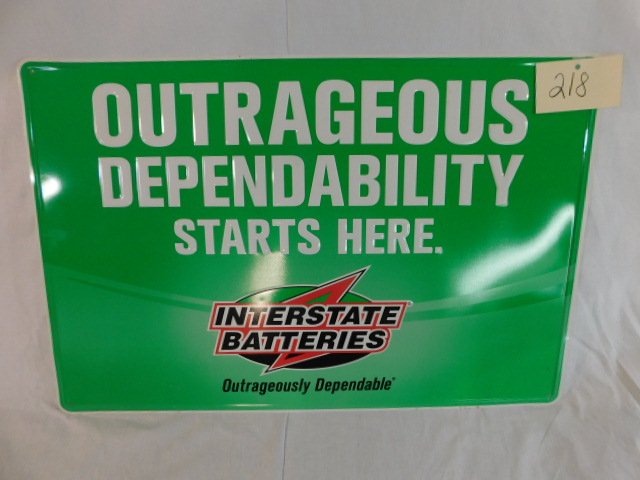 OUTRAGEOUS
DEPENDABILITY
STARTS HERE.
INTERSTATE
BATTERIES
Outrageously Dependable
218